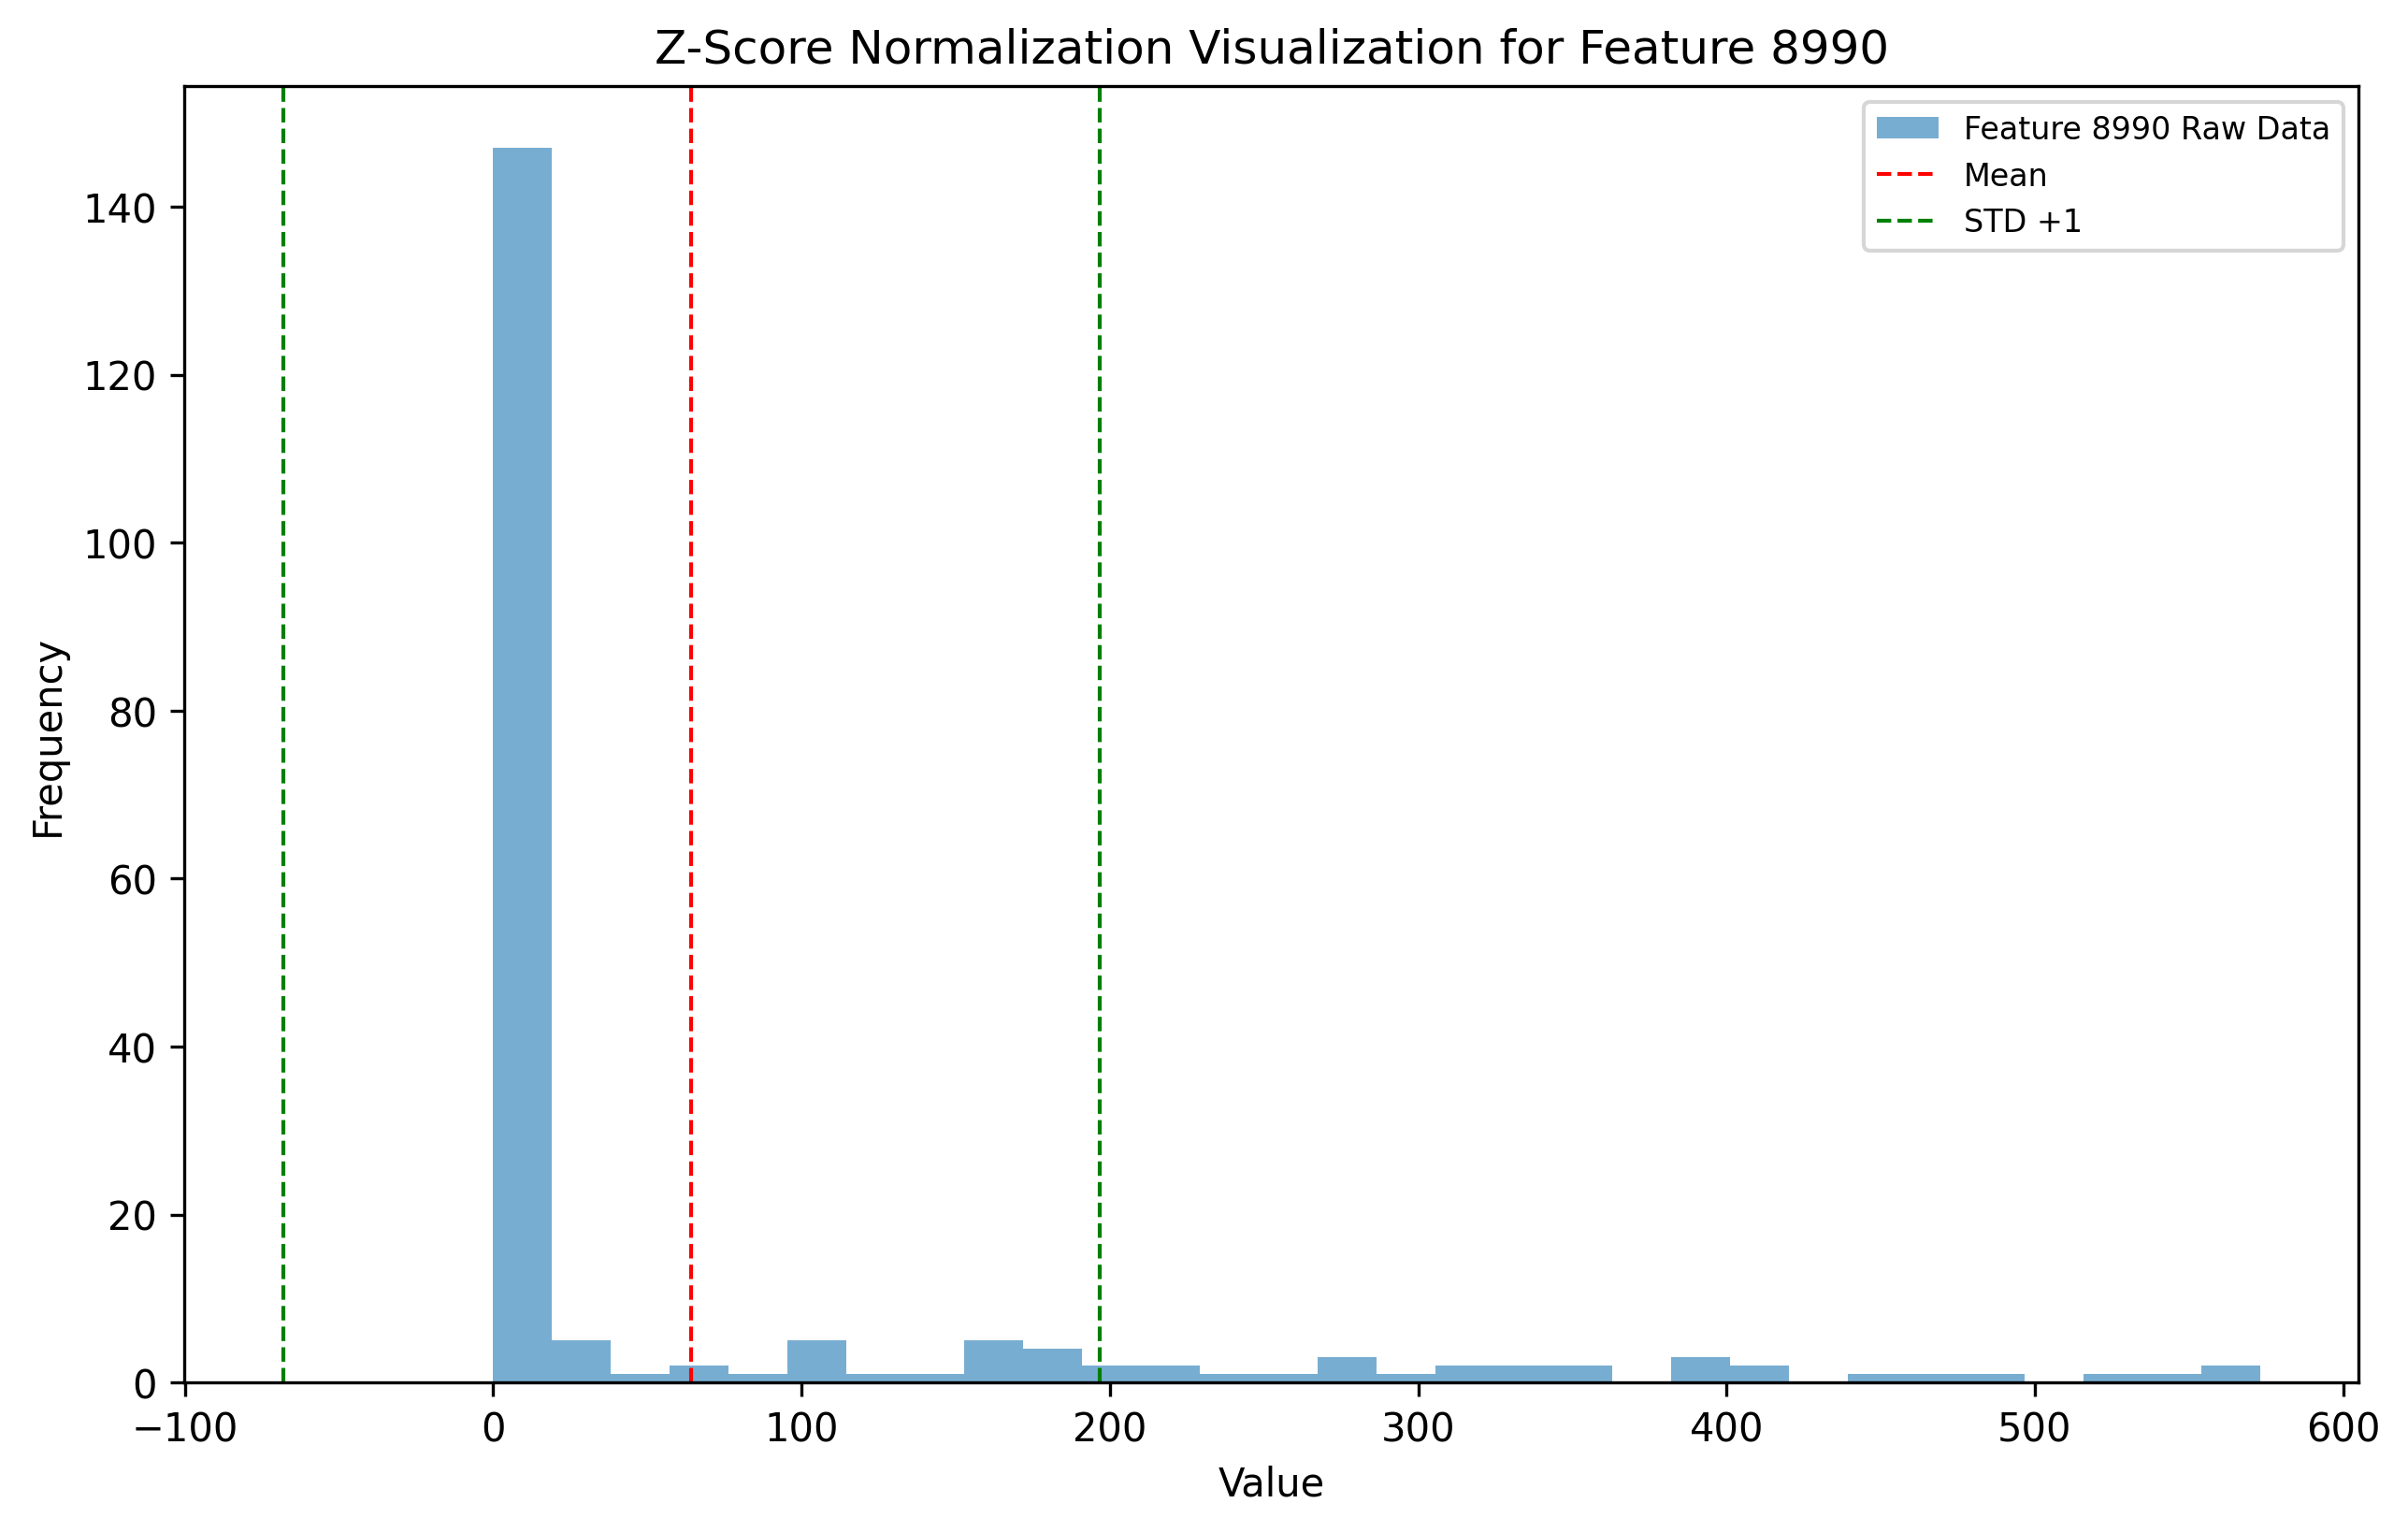 Z-Score Normalization Visualization for Feature 8990
Feature 8990 Raw Data
Mean
STD +1
140
120
100
80
60
40
20
0
Frequency
−100 0 100 200 300 400 500 600
Value